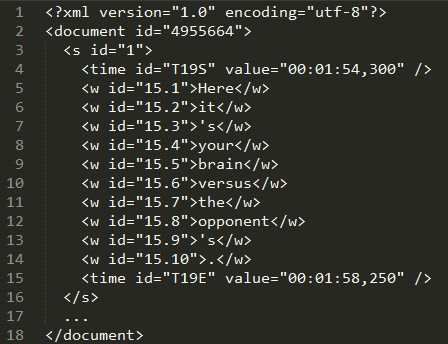 1 <?xml version="1.0" encoding="utf-8"?>
2 <document id="4955664">
3   <s id="1">
4     <time id="T19S" value="00:01:54,300" />
5     <w id="15.1">Here</w>
6     <w id="15.2">it</w>
7     <w id="15.3">'s</w>
8     <w id="15.4">your</w>
9     <w id="15.5">brain</w>
10     <w id="15.6">versus</w>
11     <w id="15.7">the</w>
12     <w id="15.8">opponent</w>
13     <w id="15.9">'s</w>
14     <w id="15.10">.</w>
15     <time id="T19E" value="00:01:58,250" />
16   </s>
17   ...
18 </document>